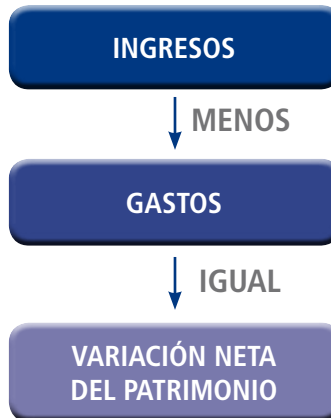 INGRESOS
MENOS
GASTOS
IGUAL
VARIACIÓN NETA
DEL PATRIMONIO